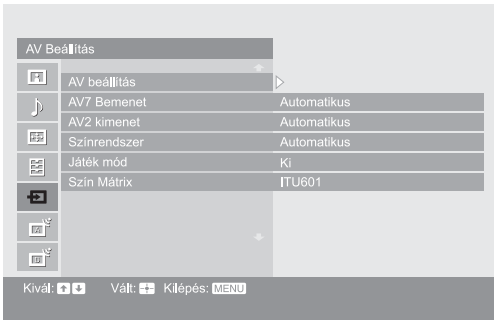 AV Beállítás
AV beállítás
AV7 Bemenet Automatikus
AV2 kimenet Automatikus
Színrendszer Automatikus
Játék mód Ki
Szín Mátrix ITU601
Kivál: Vált: Kilépés: MENU